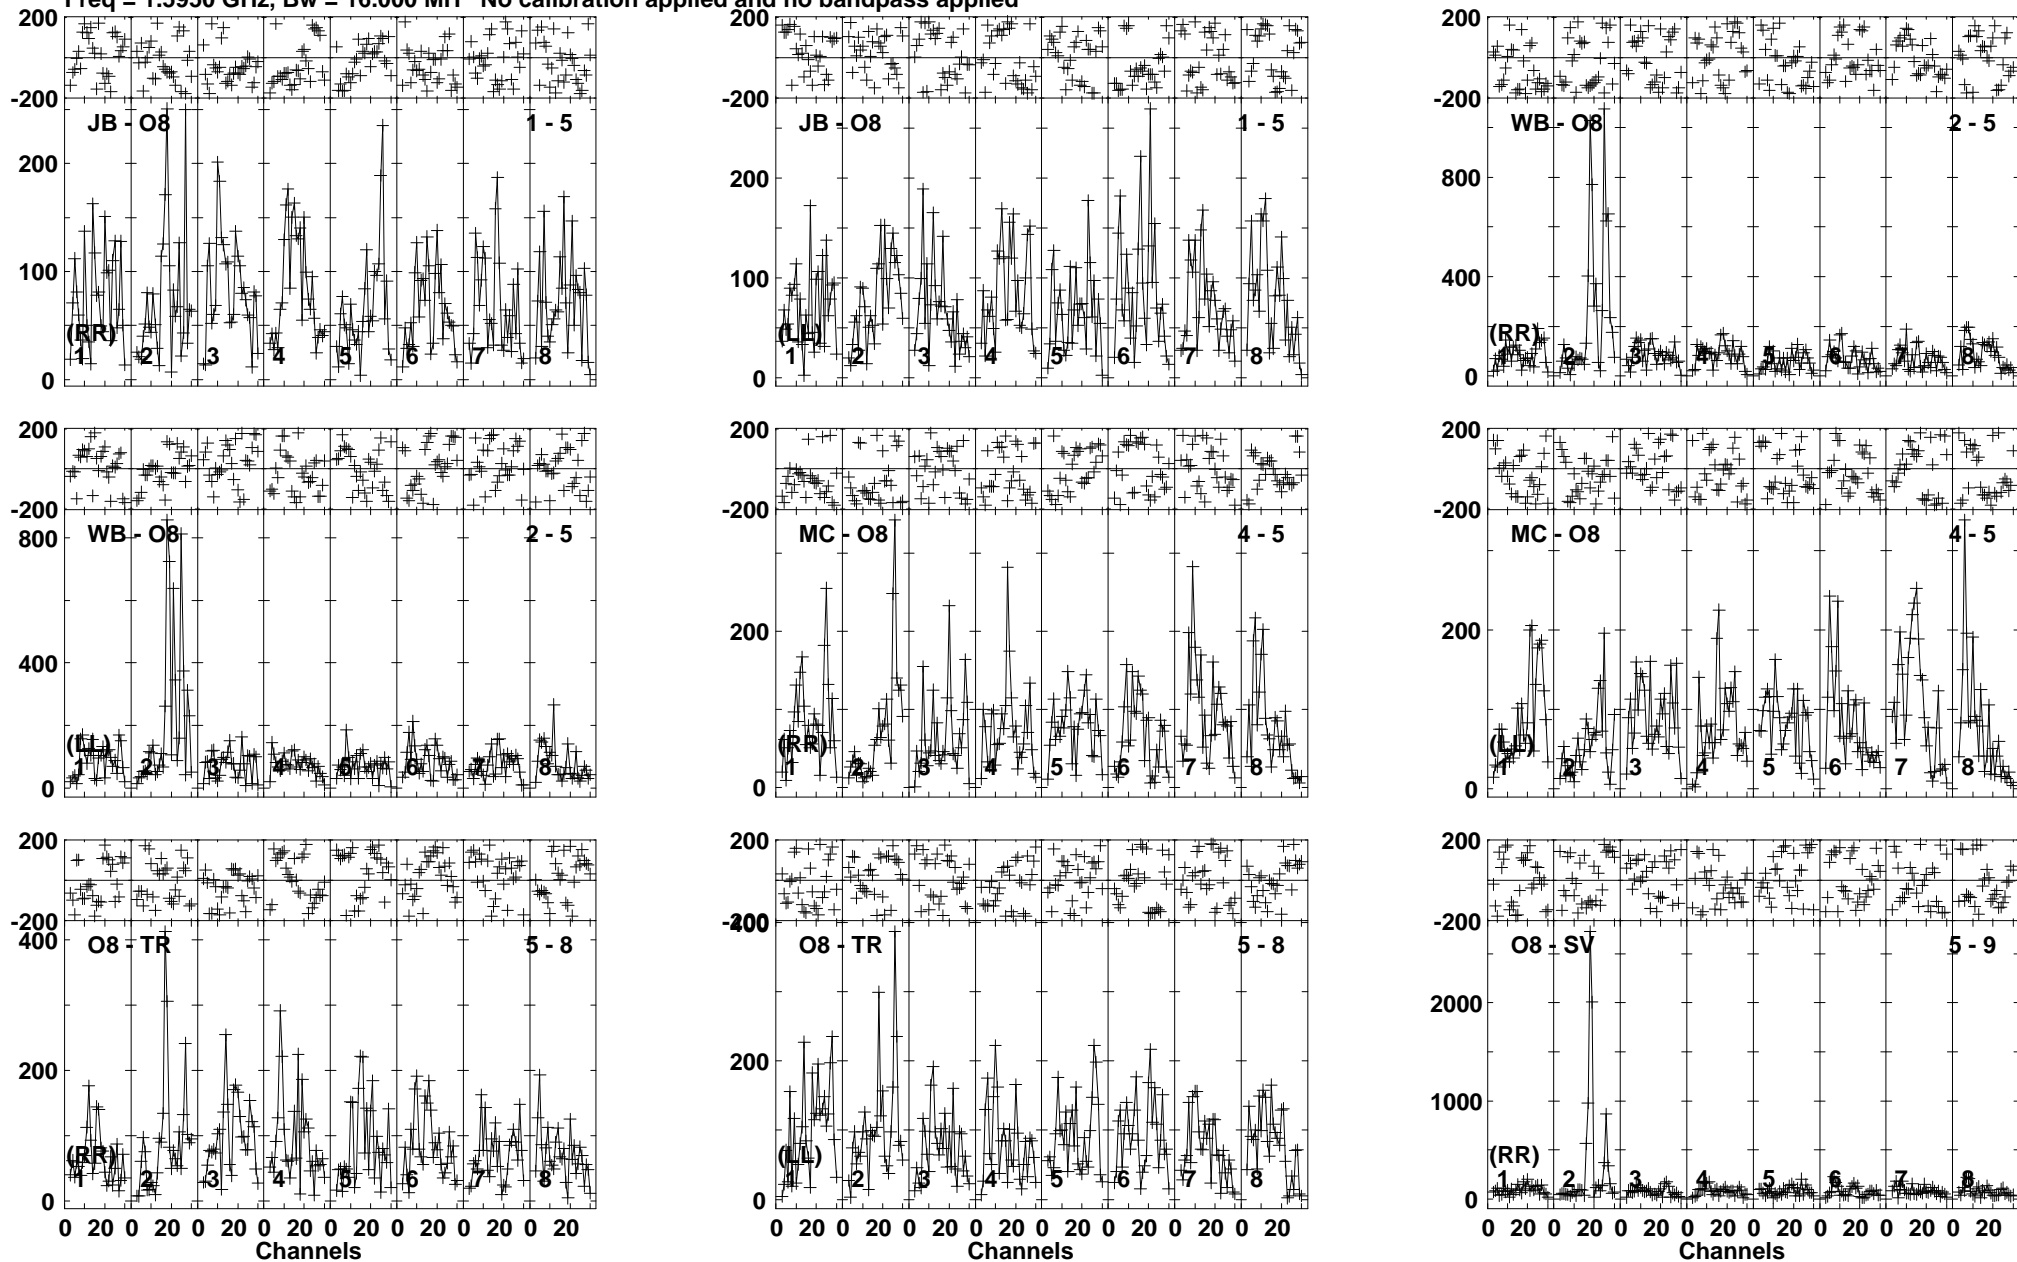 Freq = 1.5950 GHz, Bw = 16.000 MH No calibration applied and no bandpass applied
200 200 200
-200 -200 -200
JB - O8 1 - 5 JB - O8 1 - 5 WB - O8 2 - 5
200 200 800
100 100 400
(RR) (LL) (RR)
1 2 3 4 5 6 7 8 1 2 3 4 5 6 7 8 1 2 3 4 5 6 7 8
0 0 0
200 200 200
-200 -200 -200
WB - O8 2 - 5 MC - O8 4 - 5 MC - O8 4 - 5
800
400 200 200
(LL) (RR) (LL)
1 2 3 4 5 6 7 8 1 2 3 4 5 6 7 8 1 2 3 4 5 6 7 8
0 0 0
200 200 200
-200 -200 -200
400 400
O8 - TR 5 - 8 O8 - TR 5 - 8 O8 - SV 5 - 9
2000
200 200 1000
(RR) (LL) (RR)
1 2 3 4 5 6 7 8 1 2 3 4 5 6 7 8 1 2 3 4 5 6 7 8
0 0 0
0 20 0 20 0 20 0 20 0 20 0 20 0 20 0 20 0 20 0 20 0 20 0 20 0 20 0 20 0 20 0 20 0 20 0 20 0 20 0 20 0 20 0 20 0 20 0 20
Channels Channels Channels